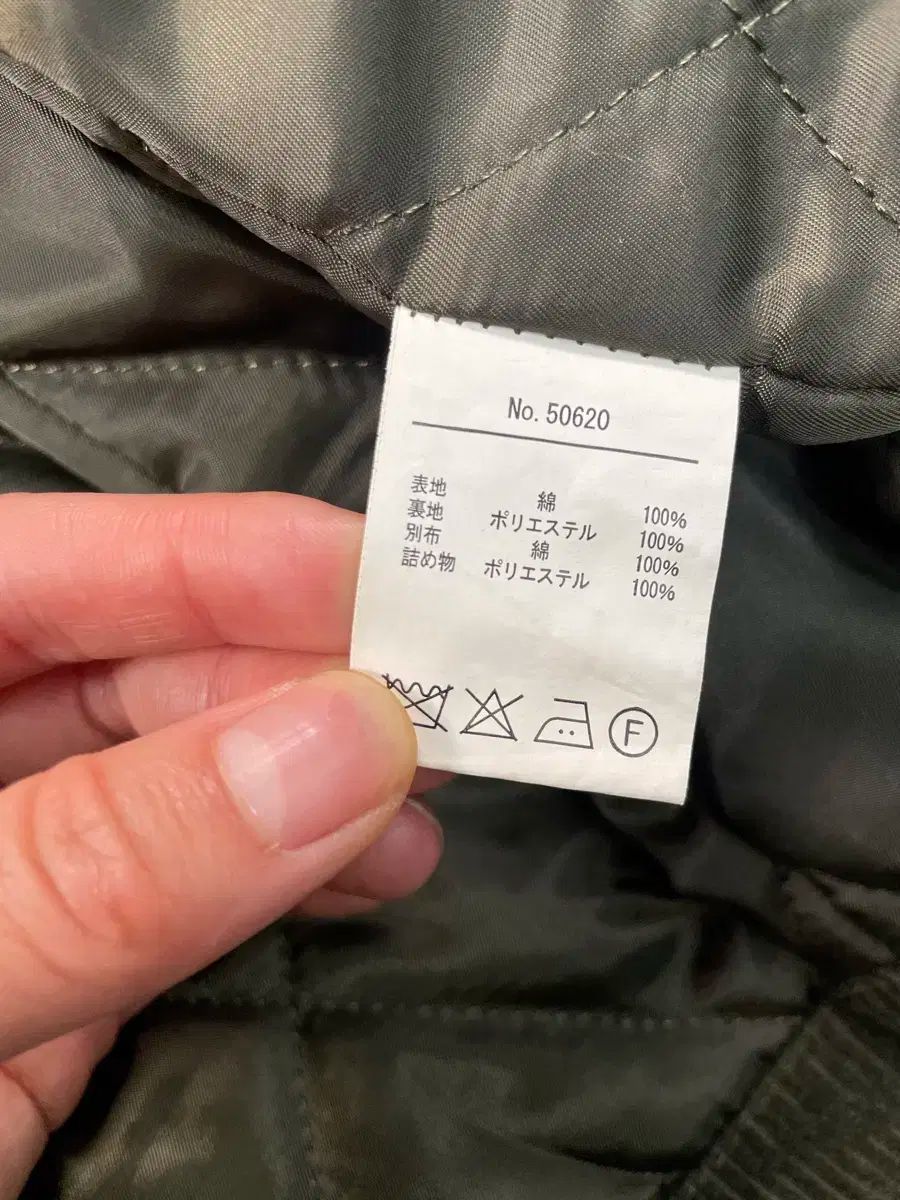 No. 50620
表地 綿 100%
裏地 ポリエステル 100%
別布 綿 100%
詰め物 ポリエステル 100%
F